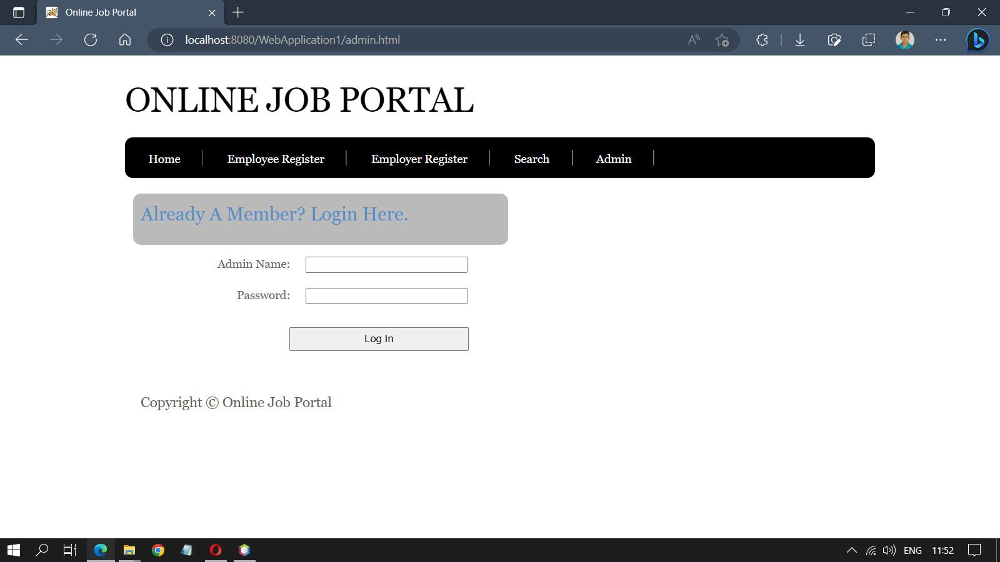 Online Job Portal
localhost:8080/WebApplication1/admin.html
ONLINE JOB PORTAL
Home
Employee Register
Employer Register
Search
Admin
Already A Member? Login Here.
Admin Name:
Password:
Log In
Copyright © Online Job Portal
ENG 11:52